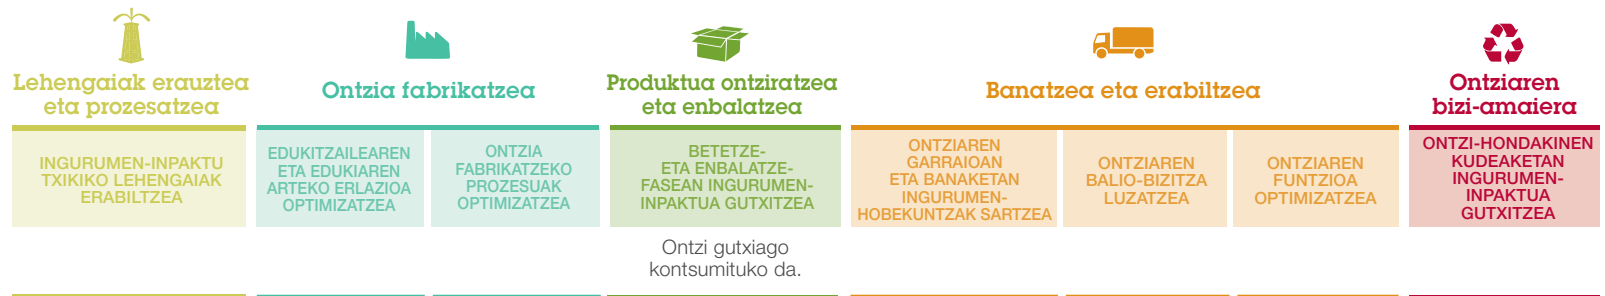 Lehengaiak erauztea
eta prozesatzea
Ontzia fabrikatzea
Produktua ontziratzea
eta enbalatzea
Banatzea eta erabiltzea
Ontziaren
bizi-amaiera
INGURUMEN-INPAKTU
TXIKIKO LEHENGAIAK
ERABILTZEA
EDUKITZAILEAREN
ETA EDUKIAREN
ARTEKO ERLAZIOA
OPTIMIZATZEA
ONTZIA
FABRIKATZEKO
PROZESUAK
OPTIMIZATZEA
BETETZE-
ETA ENBALATZE-
FASEAN INGURUMEN-
INPAKTUA GUTXITZEA
ONTZIAREN
GARRAIOAN
ETA BANAKETAN
INGURUMEN-
HOBEKUNTZAK SARTZEA
ONTZIAREN
BALIO-BIZITZA
LUZATZEA
ONTZIAREN
FUNTZIOA
OPTIMIZATZEA
ONTZI-HONDAKINEN
KUDEAKETAN
INGURUMEN-
INPAKTUA
GUTXITZEA
Ontzi gutxiago
kontsumituko da.